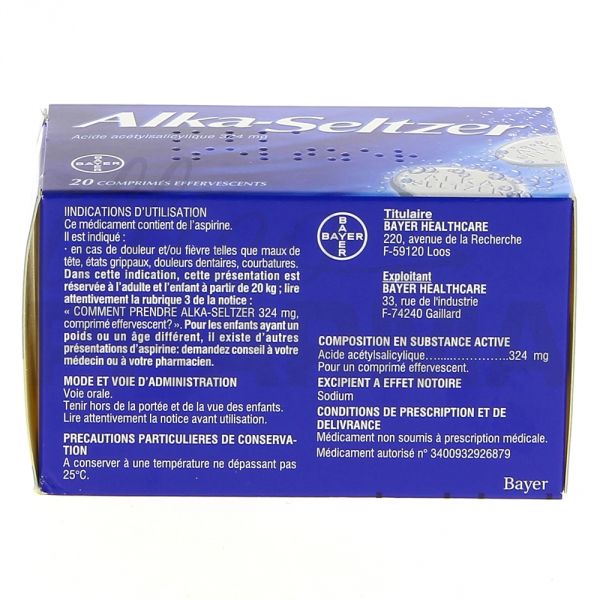 Alka-Seltzer
Acide acétylsalicylique 324 mg
BAYER
BAYER
20 COMPRIMÉS EFFERVESCENTS
ALKA
SELTZER
IINDICATIONS D'UTILISATION
Ce médicament contient de l'aspirine.
Il est indiqué :
· en cas de douleur et/ou fièvre telles que maux de
tête, états grippaux, douleurs dentaires, courbatures.
Dans cette indication, cette présentation est
réservée à l'adulte et l'enfant à partir de 20 kg ; lire
attentivement la rubrique 3 de la notice :
« COMMENT PRENDRE ALKA-SELTZER 324 mg,
comprimé effervescent? ». Pour les enfants ayant un
poids ou un âge différent, il existe d'autres
présentations d'aspirine: demandez conseil à votre
médecin ou à votre pharmacien.
MODE ET VOIE D'ADMINISTRATION
Voie orale.
Tenir hors de la portée et de la vue des enfants.
Lire attentivement la notice avant utilisation.
PRECAUTIONS PARTICULIERES DE CONSERVA-
TION
A conserver à une température ne dépassant pas
25°C.
BAYER
BAYER
Titulaire
BAYER HEALTHCARE
220, avenue de la Recherche
F-59120 Loos
Exploitant
BAYER HEALTHCARE
33, rue de l'industrie
F-74240 Gaillard
COMPOSITION EN SUBSTANCE ACTIVE
Acide acétylsalicylique.....................324 mg
Pour un comprimé effervescent.
EXCIPIENT A EFFET NOTOIRE
Sodium
CONDITIONS DE PRESCRIPTION ET DE
DELIVRANCE
Médicament non soumis à prescription médicale.
Médicament autorisé n° 3400932926879
Bayer